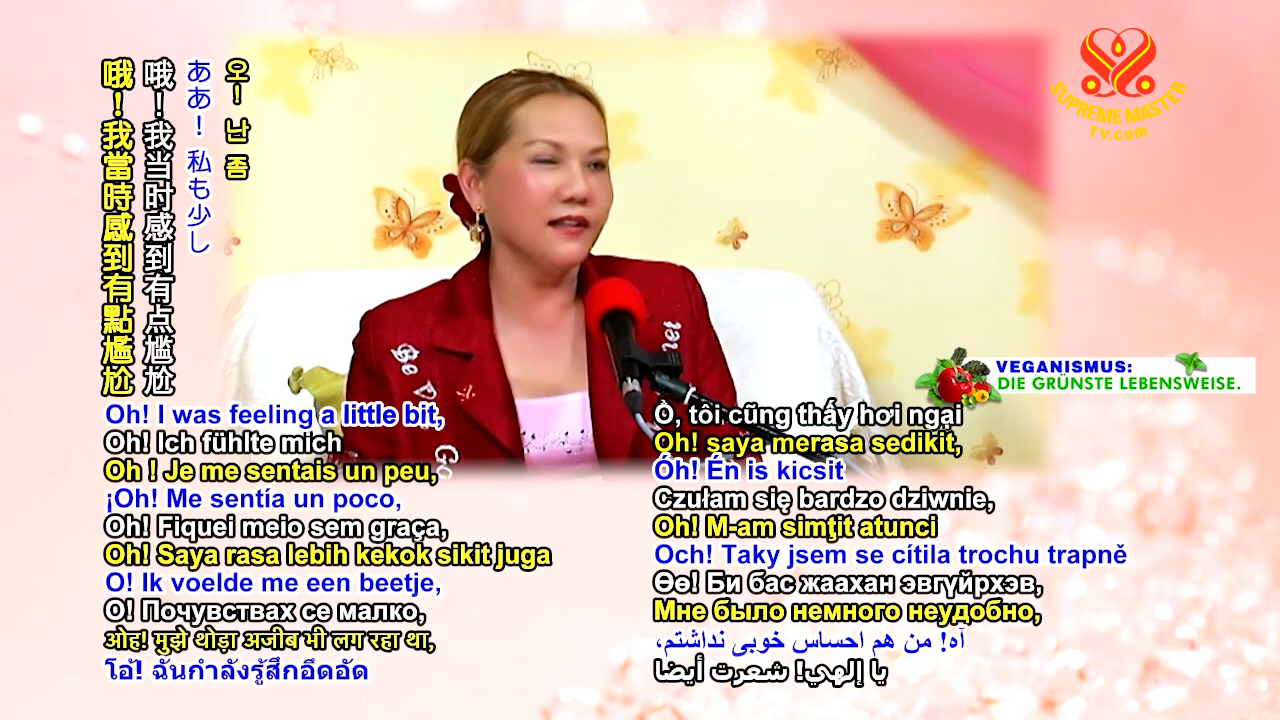 哦！我當時感到有點尷尬
哦！我当时感到有点尴尬
ああ！私も少し
오! 난 좀
SUPREME MASTER
TV.com
Be V
Go
let
VEGANISMUS:
DIE GRÜNSTE LEBENSWEISE.
Oh! I was feeling a little bit,
Oh! Ich fühlte mich
Oh ! Je me sentais un peu,
¡Oh! Me sentía un poco,
Oh! Fiquei meio sem graça,
Oh! Saya rasa lebih kekok sikit juga
O! Ik voelde me een beetje,
О! Почувствах се малко,
ओह! मुझे थोड़ा अजीब भी लग रहा था,
โอ้! ฉันกำลังรู้สึกอึดอัด
Ồ, tôi cũng thấy hơi ngại
Oh! saya merasa sedikit,
Óh! Én is kicsit
Czułam się bardzo dziwnie,
Oh! M-am simţit atunci
Och! Taky jsem se cítila trochu trapně
Өө! Би бас жаахан эвгүйрхэв,
Мне было немного неудобно,
آه! من هم احساس خوبی نداشتم،
يا إلهي! شعرت أيضا